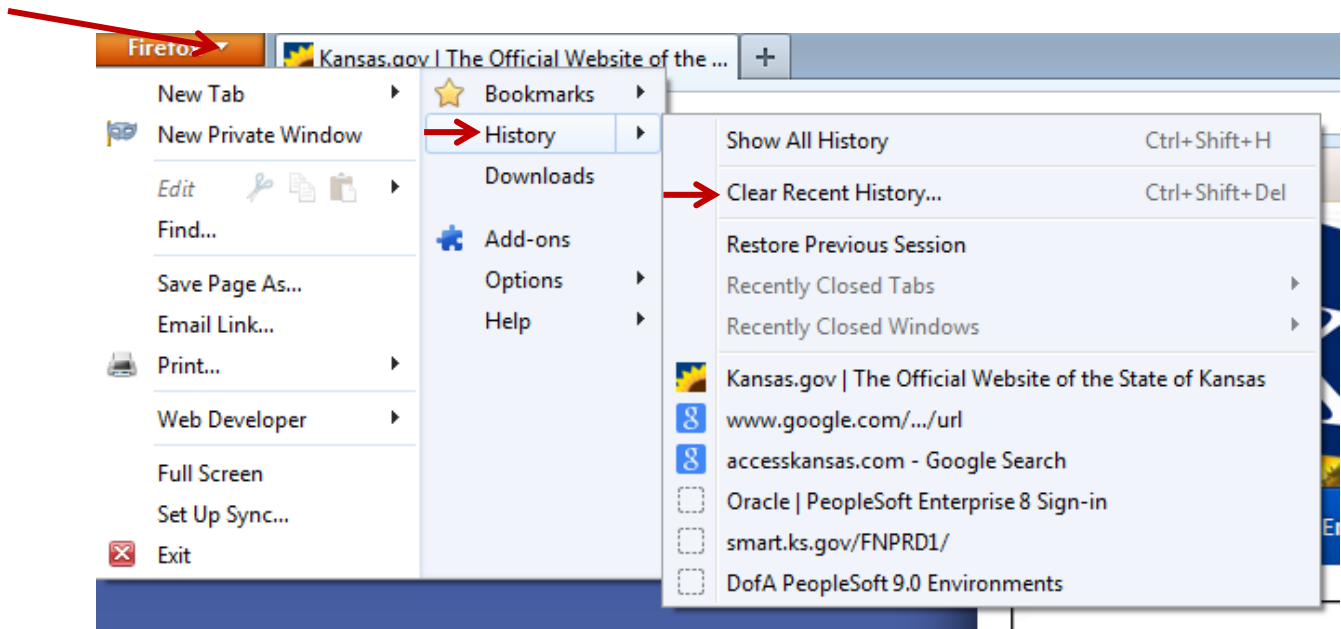 Firefox
Kansas.gov | The Official Website of the ...
New Tab
New Private Window
Edit
Find...
Save Page As...
Email Link...
Print...
Web Developer
Full Screen
Set Up Sync...
Exit
Bookmarks
History
Downloads
Add-ons
Options
Help
Show All History Ctrl+Shift+H
Clear Recent History... Ctrl+Shift+Del
Restore Previous Session
Recently Closed Tabs
Recently Closed Windows
Kansas.gov | The Official Website of the State of Kansas
www.google.com/.../url
accesskansas.com - Google Search
Oracle | PeopleSoft Enterprise 8 Sign-in
smart.ks.gov/FNPRD1/
DofA PeopleSoft 9.0 Environments